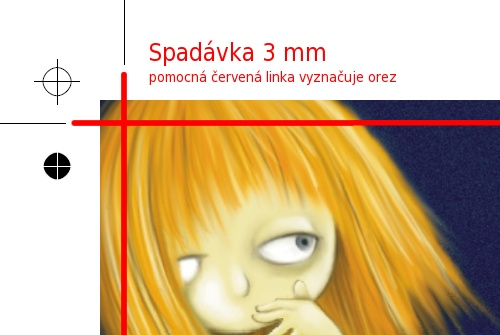 Spadávka 3 mm
pomocná červená linka vyznačuje orez